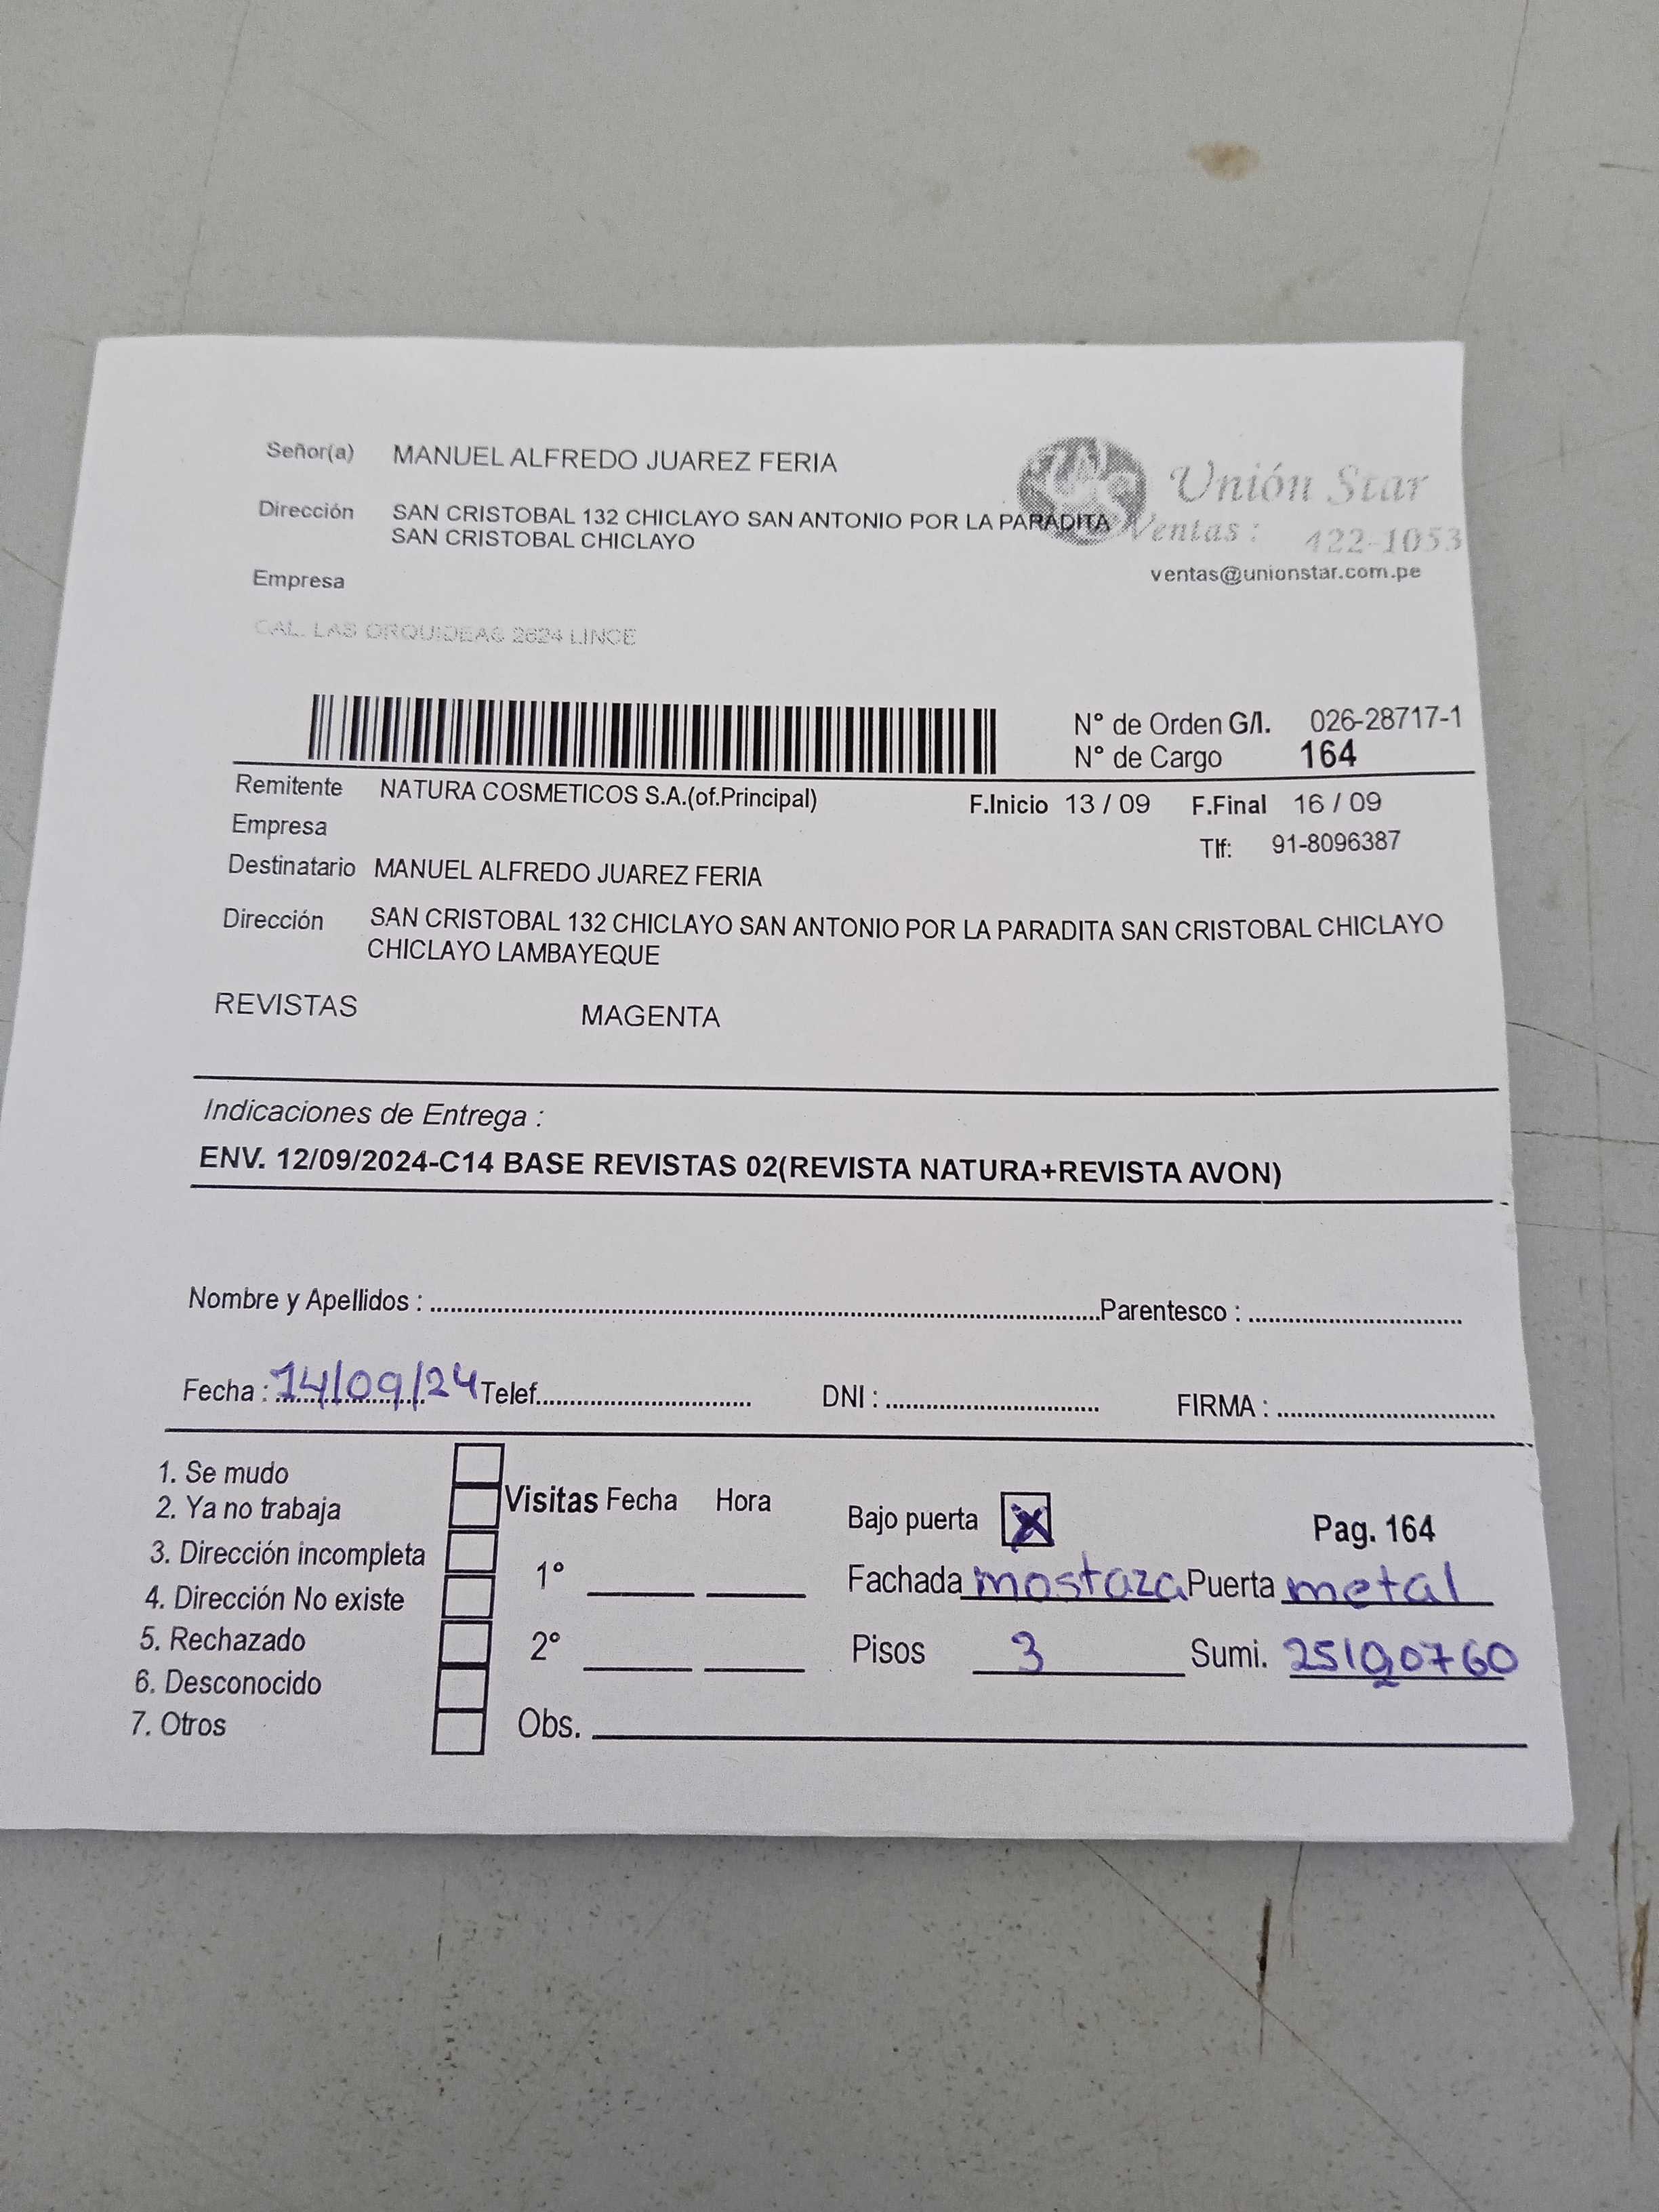 Señor(a) MANUEL ALFREDO JUAREZ FERIA
Unión Star
Dirección SAN CRISTOBAL 132 CHICLAYO SAN ANTONIO POR LA PARADITA
SAN CRISTOBAL CHICLAYO
Ventas : 422-1053
ventas@unionstar.com.pe
Empresa
CAL. LAS ORQUIDEAS 2624 LINCE
N° de Orden G/I. 026-28717-1
N° de Cargo 164
Remitente NATURA COSMETICOS S.A.(of.Principal) F.Inicio 13 / 09 F.Final 16 / 09
Empresa Tlf: 91-8096387
Destinatario MANUEL ALFREDO JUAREZ FERIA
Dirección SAN CRISTOBAL 132 CHICLAYO SAN ANTONIO POR LA PARADITA SAN CRISTOBAL CHICLAYO
CHICLAYO LAMBAYEQUE
REVISTAS MAGENTA
Indicaciones de Entrega :
ENV. 12/09/2024-C14 BASE REVISTAS 02(REVISTA NATURA+REVISTA AVON)
Nombre y Apellidos : Parentesco :
Fecha : 14/09/24 Telef. DNI : FIRMA :
1. Se mudo
2. Ya no trabaja
3. Dirección incompleta
4. Dirección No existe
5. Rechazado
6. Desconocido
7. Otros
Visitas Fecha Hora
1°
2°
Bajo puerta X Pag. 164
Fachada mostaza Puerta metal
Pisos 3 Sumi.
Obs.